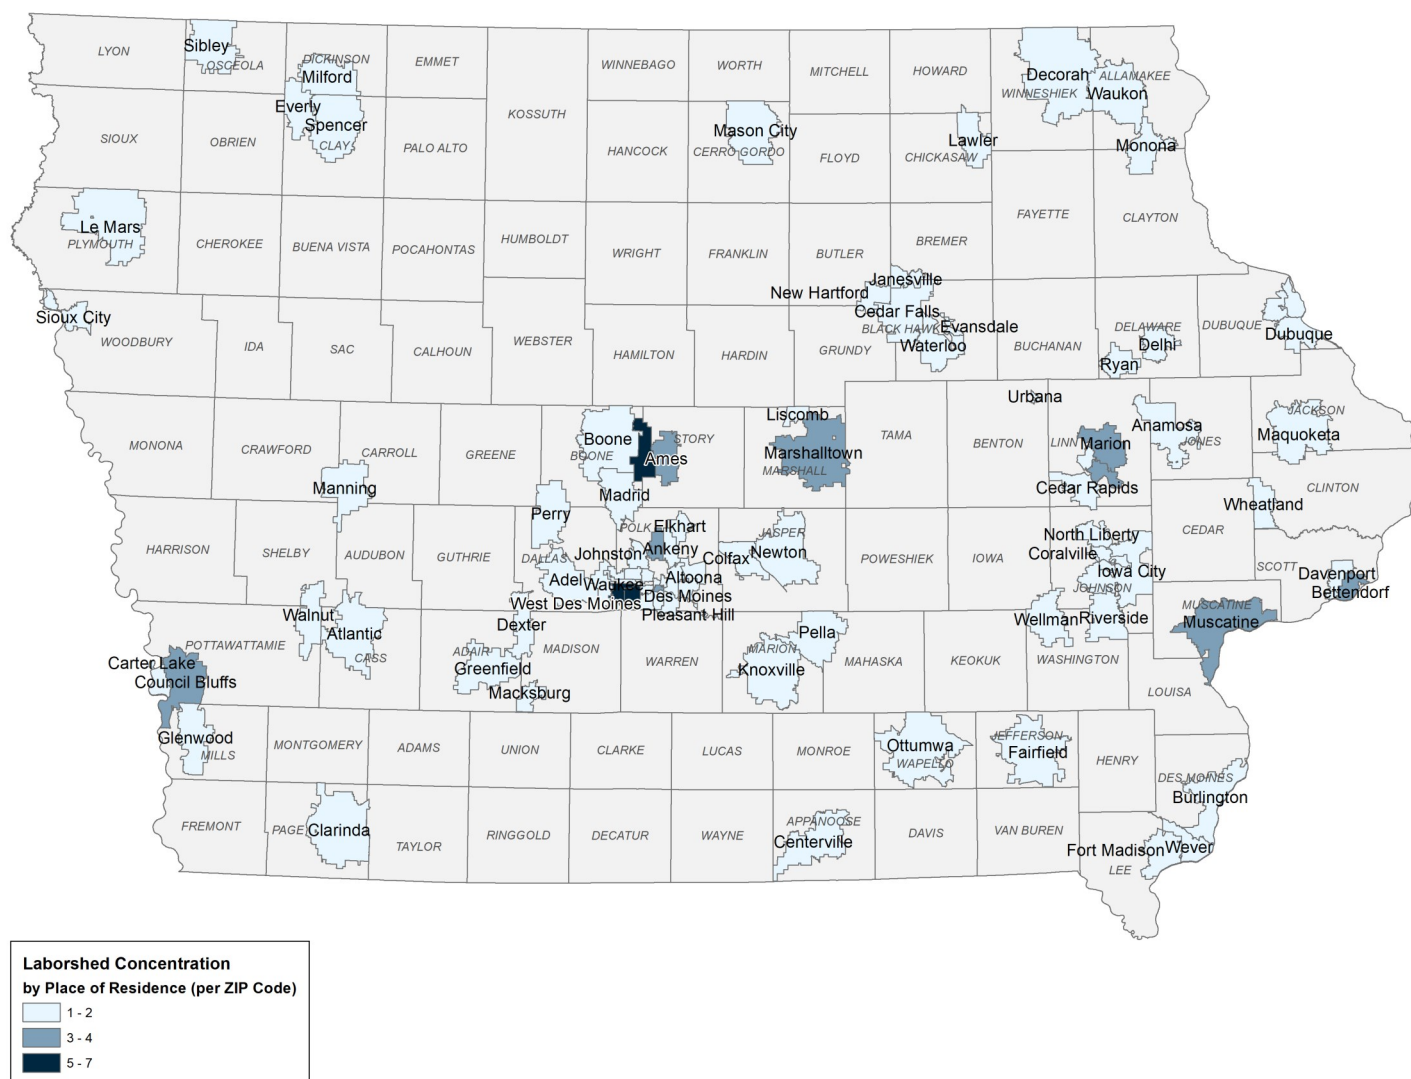 LYON
Sibley
OSCEOLA
DICKINSON
Milford
EMMET
WINNEBAGO
WORTH
MITCHELL
HOWARD
Decorah
ALLAMAKEE
WINNESHIEK
Waukon
Everly
Spencer
CLAY
SIOUX
OBRIEN
PALO ALTO
KOSSUTH
HANCOCK
Mason City
CERRO GORDO
FLOYD
Lawler
CHICKASAW
Monona
Le Mars
PLYMOUTH
CHEROKEE
BUENA VISTA
POCAHONTAS
HUMBOLDT
WRIGHT
FRANKLIN
BUTLER
BREMER
FAYETTE
CLAYTON
Janesville
New Hartford
Cedar Falls
BLACK HAWK
Evansdale
Waterloo
Sioux City
WOODBURY
IDA
SAC
CALHOUN
WEBSTER
HAMILTON
HARDIN
GRUNDY
BUCHANAN
DELAWARE
Delhi
Ryan
DUBUQUE
Dubuque
MONONA
CRAWFORD
CARROLL
Manning
GREENE
Boone
BOONE
STORY
Ames
Madrid
Liscomb
Marshalltown
MARSHALL
TAMA
BENTON
Urbana
LINN
Marion
Cedar Rapids
Anamosa
JONES
JACKSON
Maquoketa
Wheatland
CLINTON
HARRISON
SHELBY
AUDUBON
GUTHRIE
Perry
DALLAS
POLK
Elkhart
Johnston
Ankeny
Adel
Waukee
Altoona
West Des Moines
Des Moines
Pleasant Hill
Colfax
Newton
JASPER
POWESHIEK
IOWA
North Liberty
Coralville
Iowa City
JOHNSON
CEDAR
SCOTT
Davenport
Bettendorf
MUSCATINE
Muscatine
Walnut
Atlantic
CASS
POTTAWATTAMIE
Carter Lake
Council Bluffs
Dexter
ADAIR
Greenfield
Macksburg
MADISON
WARREN
Pella
MARION
Knoxville
MAHASKA
KEOKUK
Wellman
Riverside
WASHINGTON
LOUISA
Glenwood
MILLS
MONTGOMERY
ADAMS
UNION
CLARKE
LUCAS
MONROE
Ottumwa
WAPELLO
JEFFERSON
Fairfield
HENRY
DES MOINES
Burlington
FREMONT
PAGE
Clarinda
TAYLOR
RINGGOLD
DECATUR
WAYNE
APPANOOSE
Centerville
DAVIS
VAN BUREN
Fort Madison
Wever
LEE
Laborshed Concentration
by Place of Residence (per ZIP Code)
1 - 2
3 - 4
5 - 7